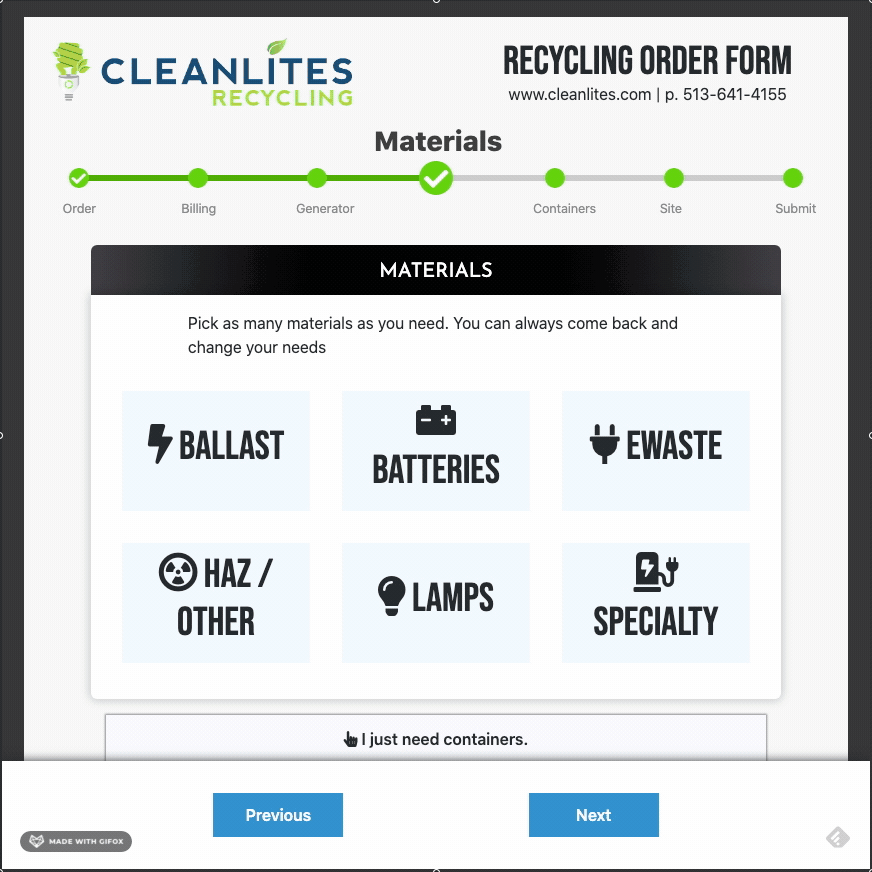 CLEANLITES
RECYCLING
RECYCLING ORDER FORM
www.cleanlites.com | p. 513-641-4155
Materials
Order Billing Generator Containers Site Submit
MATERIALS
Pick as many materials as you need. You can always come back and
change your needs
BALLAST
BATTERIES
EWASTE
HAZ /
OTHER
LAMPS
SPECIALTY
I just need containers.
Previous Next
MADE WITH GIFOX